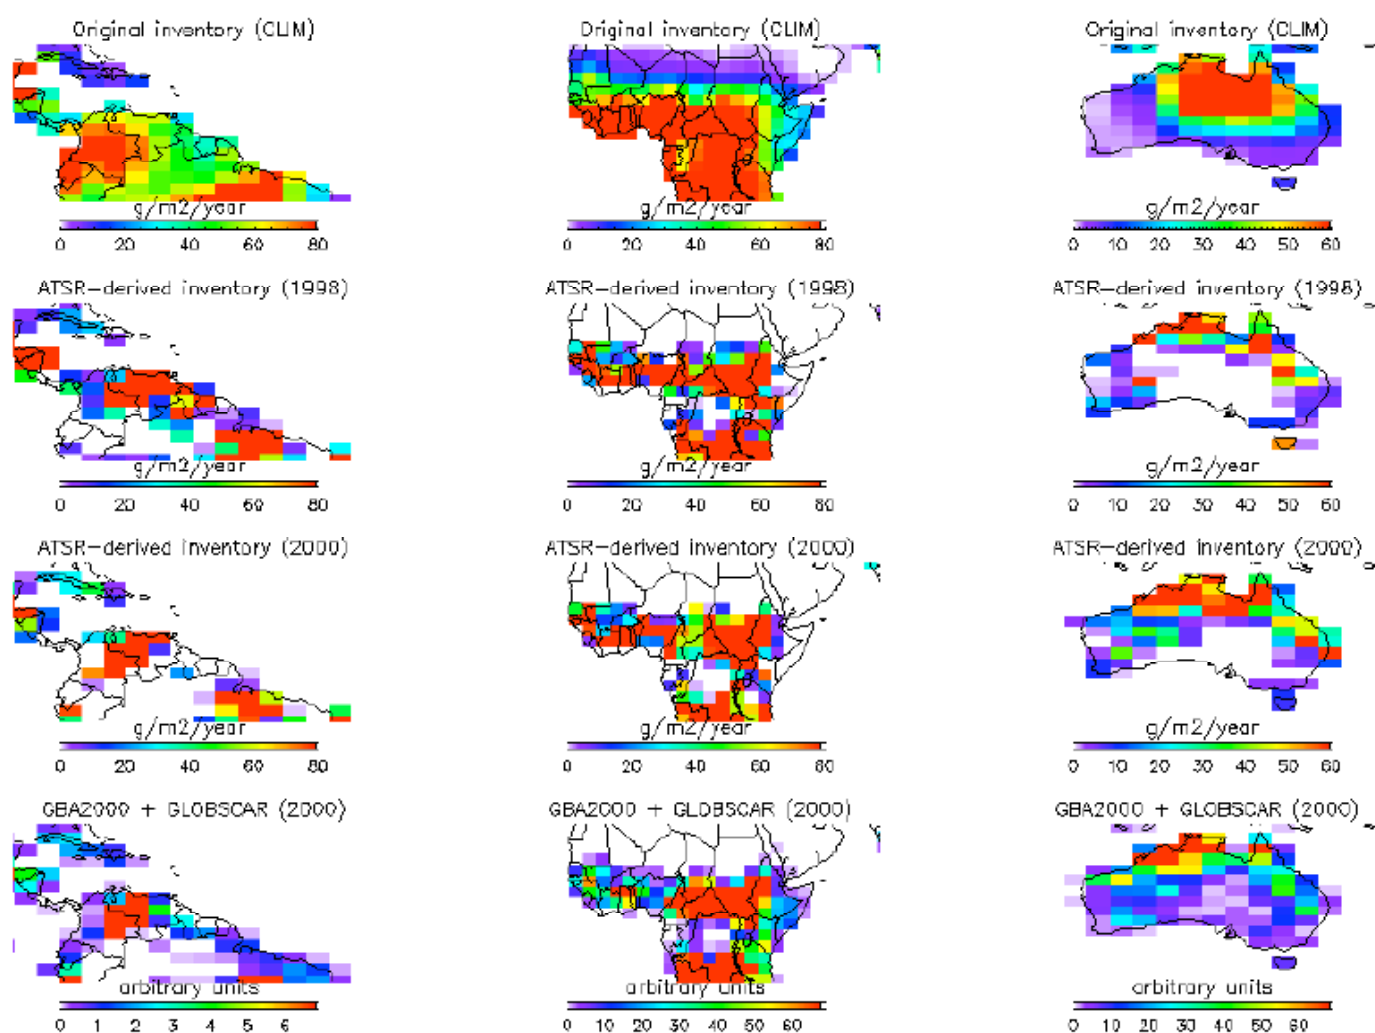 Original inventory (CLIM)
Original inventory (CLIM)
Original inventory (CLIM)
g/m2/year
g/m2/year
g/m2/year
0 20 40 60 80
0 20 40 60 80
0 10 20 30 40 50 60
ATSR-derived inventory (1998)
ATSR-derived inventory (1998)
ATSR-derived inventory (1998)
g/m2/year
g/m2/year
g/m2/year
0 20 40 60 80
0 20 40 60 80
0 10 20 30 40 50 60
ATSR-derived inventory (2000)
ATSR-derived inventory (2000)
ATSR-derived inventory (2000)
g/m2/year
g/m2/year
g/m2/year
0 20 40 60 80
0 20 40 60 80
0 10 20 30 40 50 60
GBA2000 + GLOBSCAR (2000)
GBA2000 + GLOBSCAR (2000)
GBA2000 + GLOBSCAR (2000)
arbitrary units
arbitrary units
arbitrary units
0 1 2 3 4 5 6
0 10 20 30 40 50 60
0 10 20 30 40 50 60